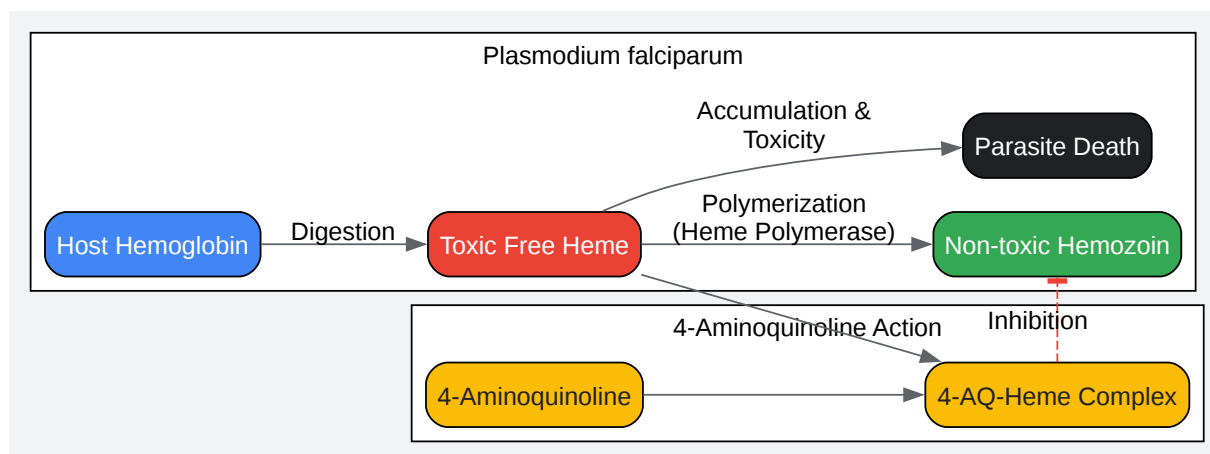 Plasmodium falciparum
Accumulation &
Toxicity
Parasite Death
Host Hemoglobin
Digestion
Toxic Free Heme
Polymerization
(Heme Polymerase)
Non-toxic Hemozoin
4-Aminoquinoline Action
Inhibition
4-Aminoquinoline
4-AQ-Heme Complex